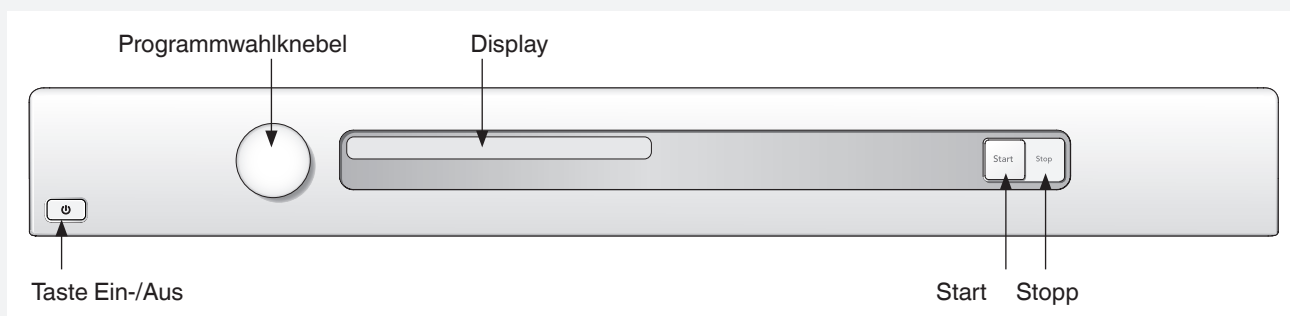 Programmwahlknebel
Display
Start
Stop
Taste Ein-/Aus
Start
Stopp